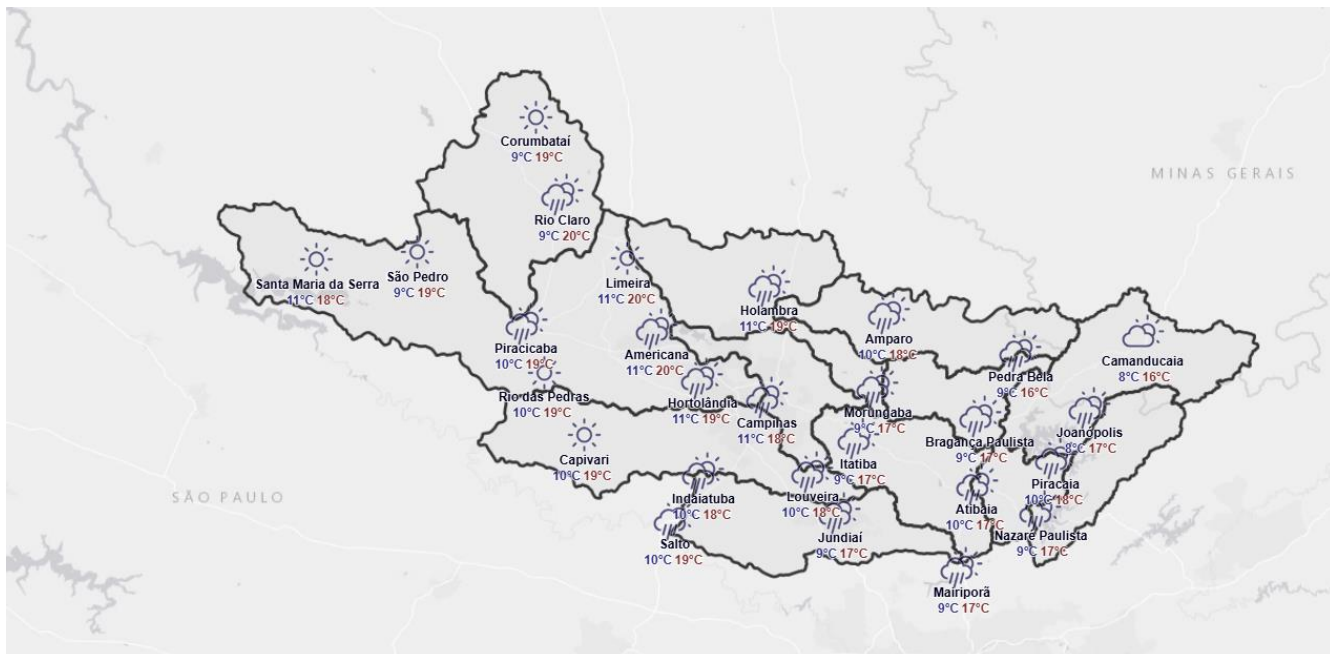 Corumbataí
9°C 19°C
MINAS GERAIS
Rio Claro
9°C 20°C
São Pedro
9°C 19°C
Santa Maria da Serra
11°C 18°C
Limeira
11°C 20°C
Holambra
11°C 19°C
Amparo
10°C 18°C
Piracicaba
10°C 19°C
Americana
11°C 20°C
Camanducaia
8°C 16°C
Pedra Bela
9°C 16°C
Rio das Pedras
10°C 19°C
Hortolândia
11°C 19°C
Morungaba
9°C 17°C
Campinas
11°C 18°C
Joanópolis
8°C 17°C
Bragança Paulista
9°C 17°C
Capivari
10°C 19°C
Itatiba
9°C 17°C
Piracaia
10°C 18°C
SÃO PAULO
Indaiatuba
10°C 18°C
Louveira
10°C 18°C
Atibaia
10°C 17°C
Nazaré Paulista
9°C 17°C
Jundiaí
9°C 17°C
Salto
10°C 19°C
Mairiporã
9°C 17°C